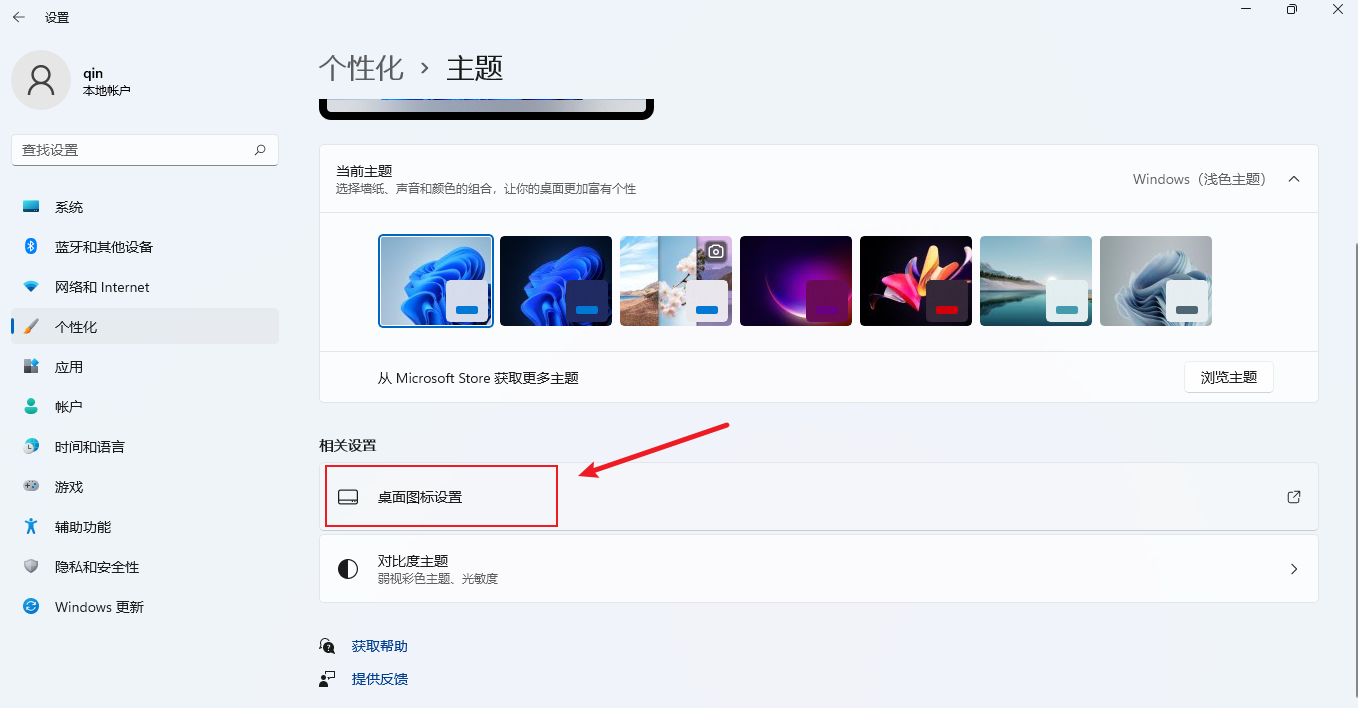 设置
qin
本地帐户
查找设置
系统
蓝牙和其他设备
网络和 Internet
个性化
应用
帐户
时间和语言
游戏
辅助功能
隐私和安全性
Windows 更新
个性化 › 主题
当前主题
选择墙纸、声音和颜色的组合，让你的桌面更加富有个性
Windows（浅色主题）
从 Microsoft Store 获取更多主题
浏览主题
相关设置
桌面图标设置
对比度主题
弱视彩色主题、光敏度
获取帮助
提供反馈